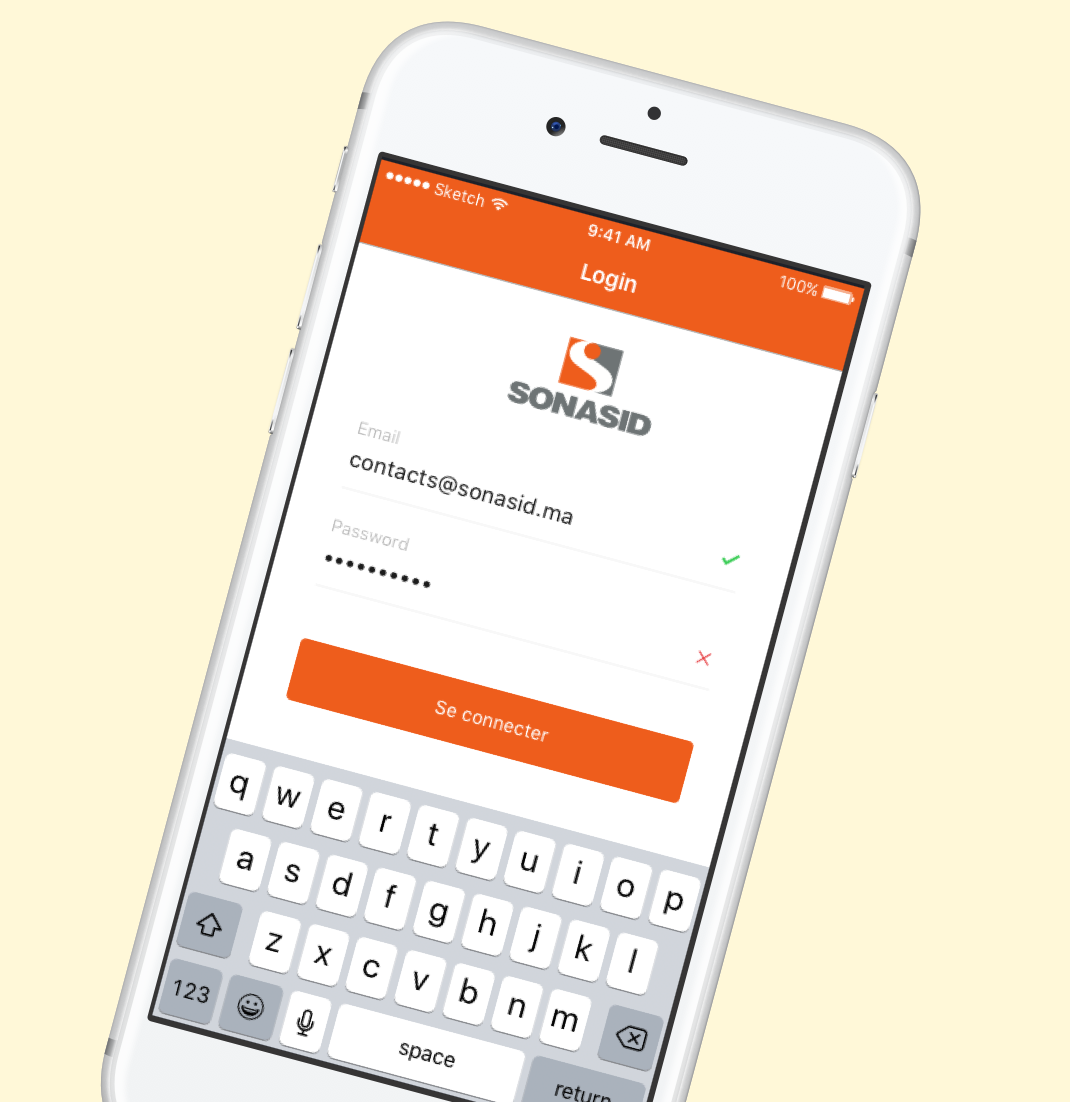 Sketch
9:41 AM
100%
Login
SONASID
Email
contacts@sonasid.ma
Password
••••••••••
Se connecter
q w e r t y u i o p
a s d f g h j k l
z x c v b n m
123 space return